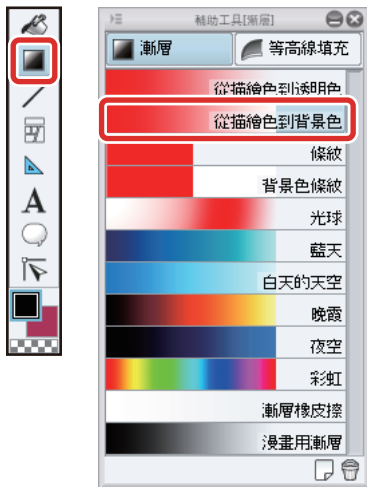 輔助工具[漸層]
漸層
等高線填充
從描繪色到透明色
從描繪色到背景色
條紋
背景色條紋
光球
藍天
白天的天空
晚霞
夜空
彩虹
漸層橡皮擦
漫畫用漸層
A